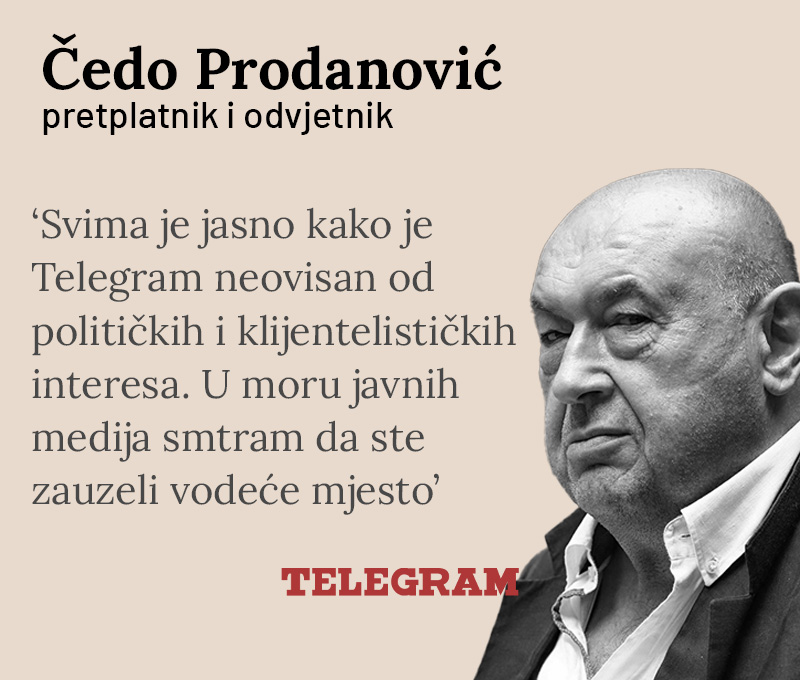 Čedo Prodanović
pretplatnik i odvjetnik
‘Svima je jasno kako je
Telegram neovisan od
političkih i klijentelističkih
interesa. U moru javnih
medija smtram da ste
zauzeli vodeće mjesto’
TELEGRAM